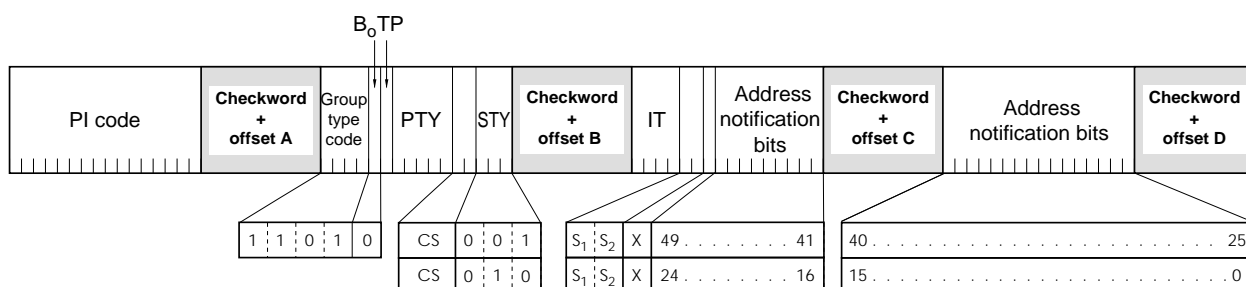 BoTP
PI code
Checkword
+
offset A
Group
type
code
PTY
STY
Checkword
+
offset B
IT
Address
notification
bits
Checkword
+
offset C
Address
notification bits
Checkword
+
offset D
1 1 0 1 0
CS 0 0 1
S1 S2 X 49. . . . . . . . 41
40. . . . . . . . . . . . . . . . . . . . . . . . . . . 25
CS 0 1 0
S1 S2 X 24. . . . . . . . 16
15. . . . . . . . . . . . . . . . . . . . . . . . . . . .0